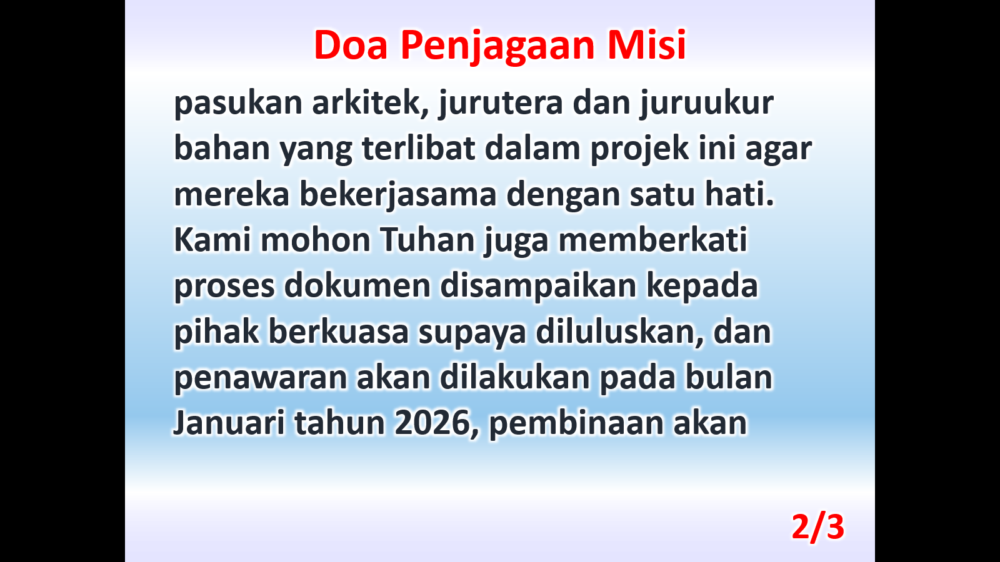 Doa Penjagaan Misi
pasukan arkitek, jurutera dan juruukur
bahan yang terlibat dalam projek ini agar
mereka bekerjasama dengan satu hati.
Kami mohon Tuhan juga memberkati
proses dokumen disampaikan kepada
pihak berkuasa supaya diluluskan, dan
penawaran akan dilakukan pada bulan
Januari tahun 2026, pembinaan akan
2/3